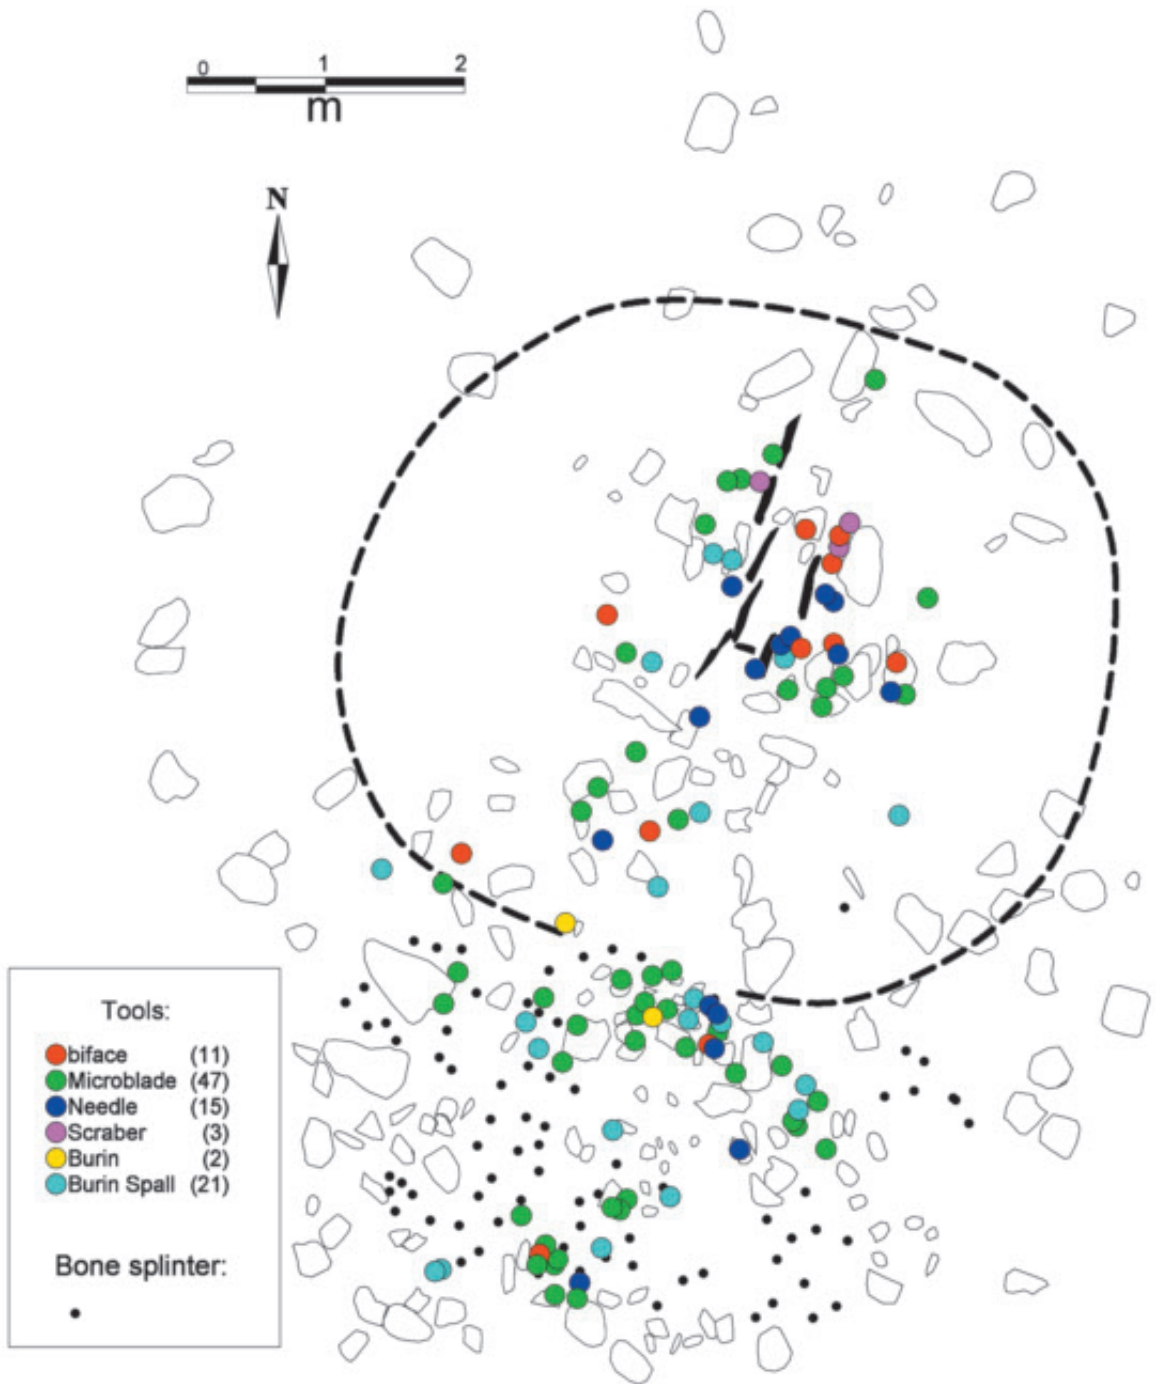 0 1 2
m
N
Tools:
biface (11)
Microblade (47)
Needle (15)
Scraber (3)
Burin (2)
Burin Spall (21)
Bone splinter: